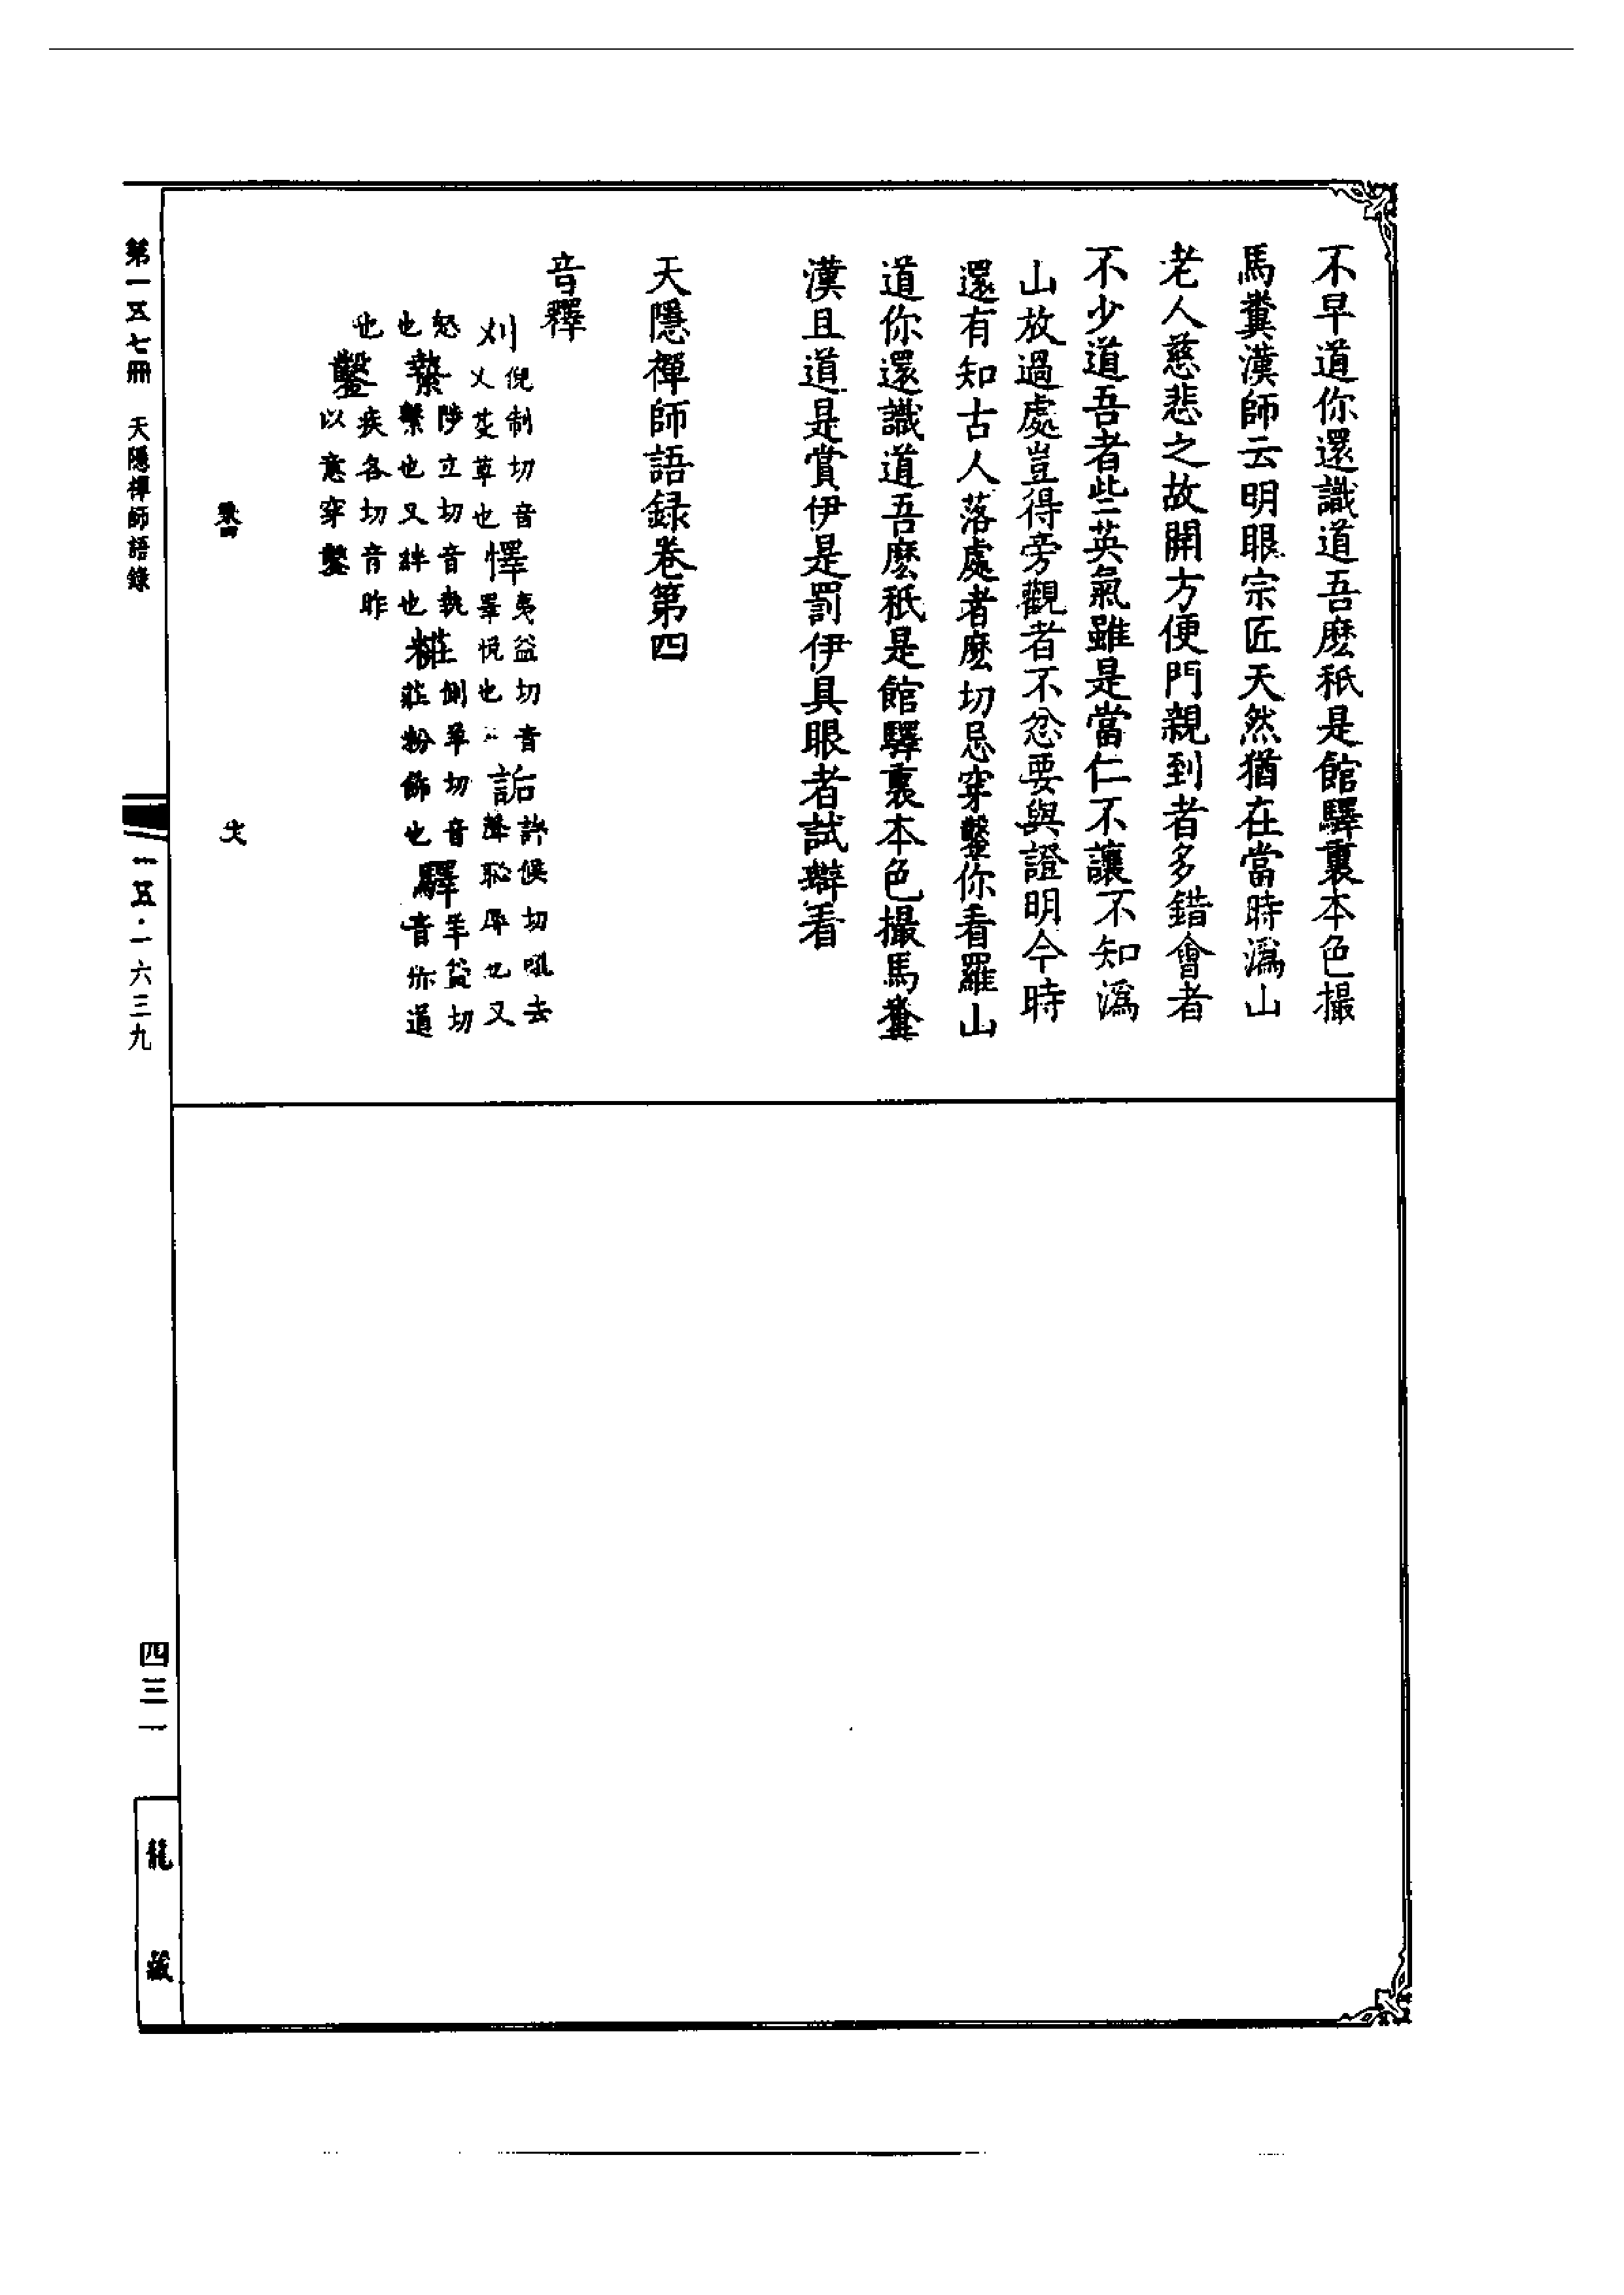 不早道你還識道吾麽秖是館驛裏本色撮
馬糞漢師云明眼宗匠天然猶在當時溈山
老人慈悲之故開方便門親到者多錯會者
不少道吾者些英氣雖是當仁不讓不知溈
山放過處豈得旁觀者不忿要與證明今時
還有知古人落處者麽切忌穿鑿你看羅山
道你還識道吾麽秖是館驛裏本色撮馬糞
漢且道是賞伊是罰伊具眼者試辯看
天隱禪師語録卷第四
音釋
刈
倪制切音
乂芟草也
懌
夷益切音
睪悅也
詬
許候切吼去
聲恥辱也又
怒
也
縶
陟立切音執
繫也又絆也
粧
側羊切音
莊粉飾也
驛
羊益切
音亦道
也
鑿
疾各切音昨
以意穿鑿
卷四
第一五七冊 天隱禪師語錄
一五·一六三九
四三一
龍藏